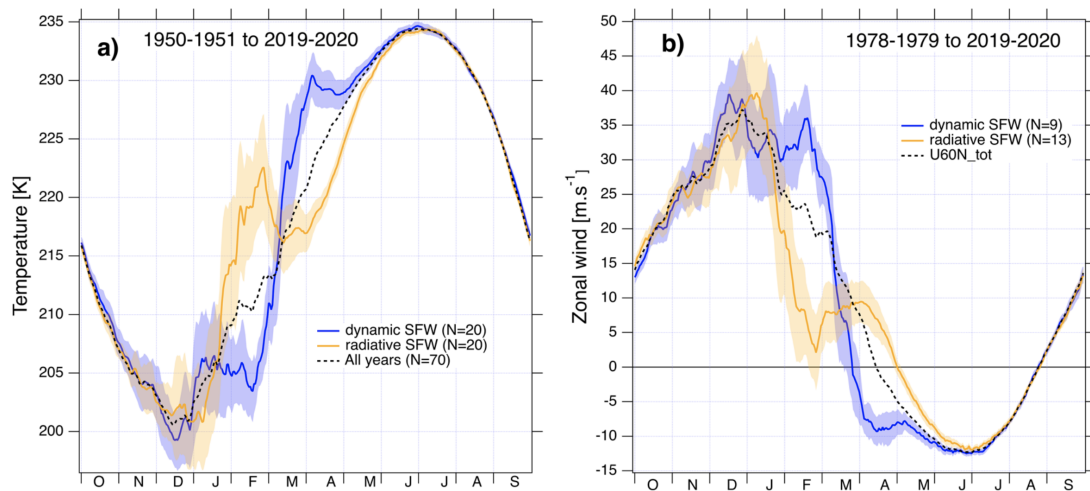 a)
1950-1951 to 2019-2020
Temperature [K]
235
230
225
220
215
210
205
200
dynamic SFW (N=20)
radiative SFW (N=20)
All years (N=70)
O N D J F M A M J J A S
b)
1978-1979 to 2019-2020
Zonal wind [m.s-1]
50
45
40
35
30
25
20
15
10
5
0
-5
-10
-15
dynamic SFW (N=9)
radiative SFW (N=13)
U60N_tot
O N D J F M A M J J A S